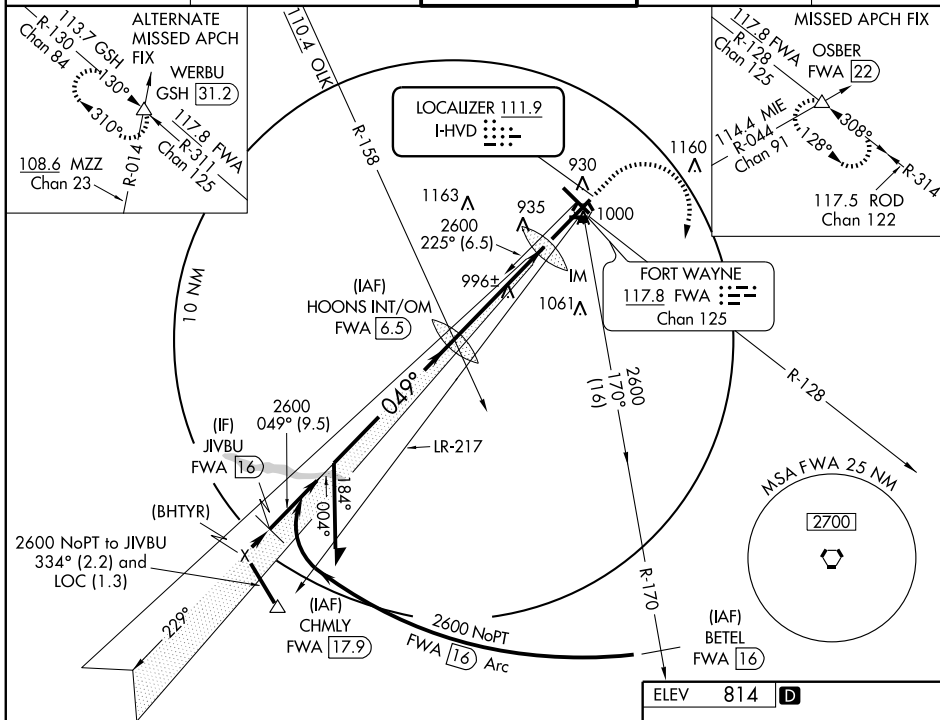 113.7 GSH
R-130
Chan 84
130°
310°
ALTERNATE
MISSED APCH
FIX
WERBU
GSH 31.2
117.8 FWA
R-311
Chan 125
108.6 MZZ
Chan 23
R-014
110.4 OLK
R-158
LOCALIZER 111.9
I-HVD
MISSED APCH FIX
117.8 FWA
R-128
Chan 125
OSBER
FWA 22
114.4 MIE
R-044
Chan 91
308°
128°
R-314
117.5 ROD
Chan 122
930
1160
1163
935
1000
2600
225° (6.5)
IM
996±
1061
FORT WAYNE
117.8 FWA
Chan 125
10 NM
(IAF)
HOONS INT/OM
FWA 6.5
049°
2600
049° (9.5)
2600
170°
(16)
R-128
(IF)
JIVBU
FWA 16
LR-217
184°
004°
(BHTYR)
X
2600 NoPT to JIVBU
334° (2.2) and
LOC (1.3)
229°
(IAF)
CHMLY
FWA 17.9
2600 NoPT
FWA 16 Arc
R-170
(IAF)
BETEL
FWA 16
MSA FWA 25 NM
2700
ELEV 814 D